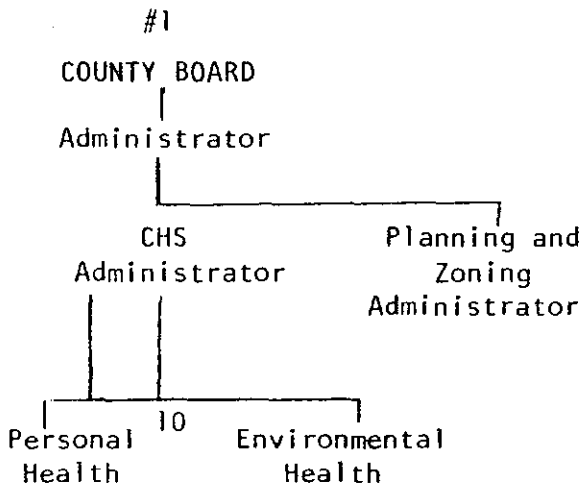 #1
COUNTY BOARD
Administrator
CHS
Administrator
Planning and
Zoning
Administrator
10
Personal
Health
Environmental
Health